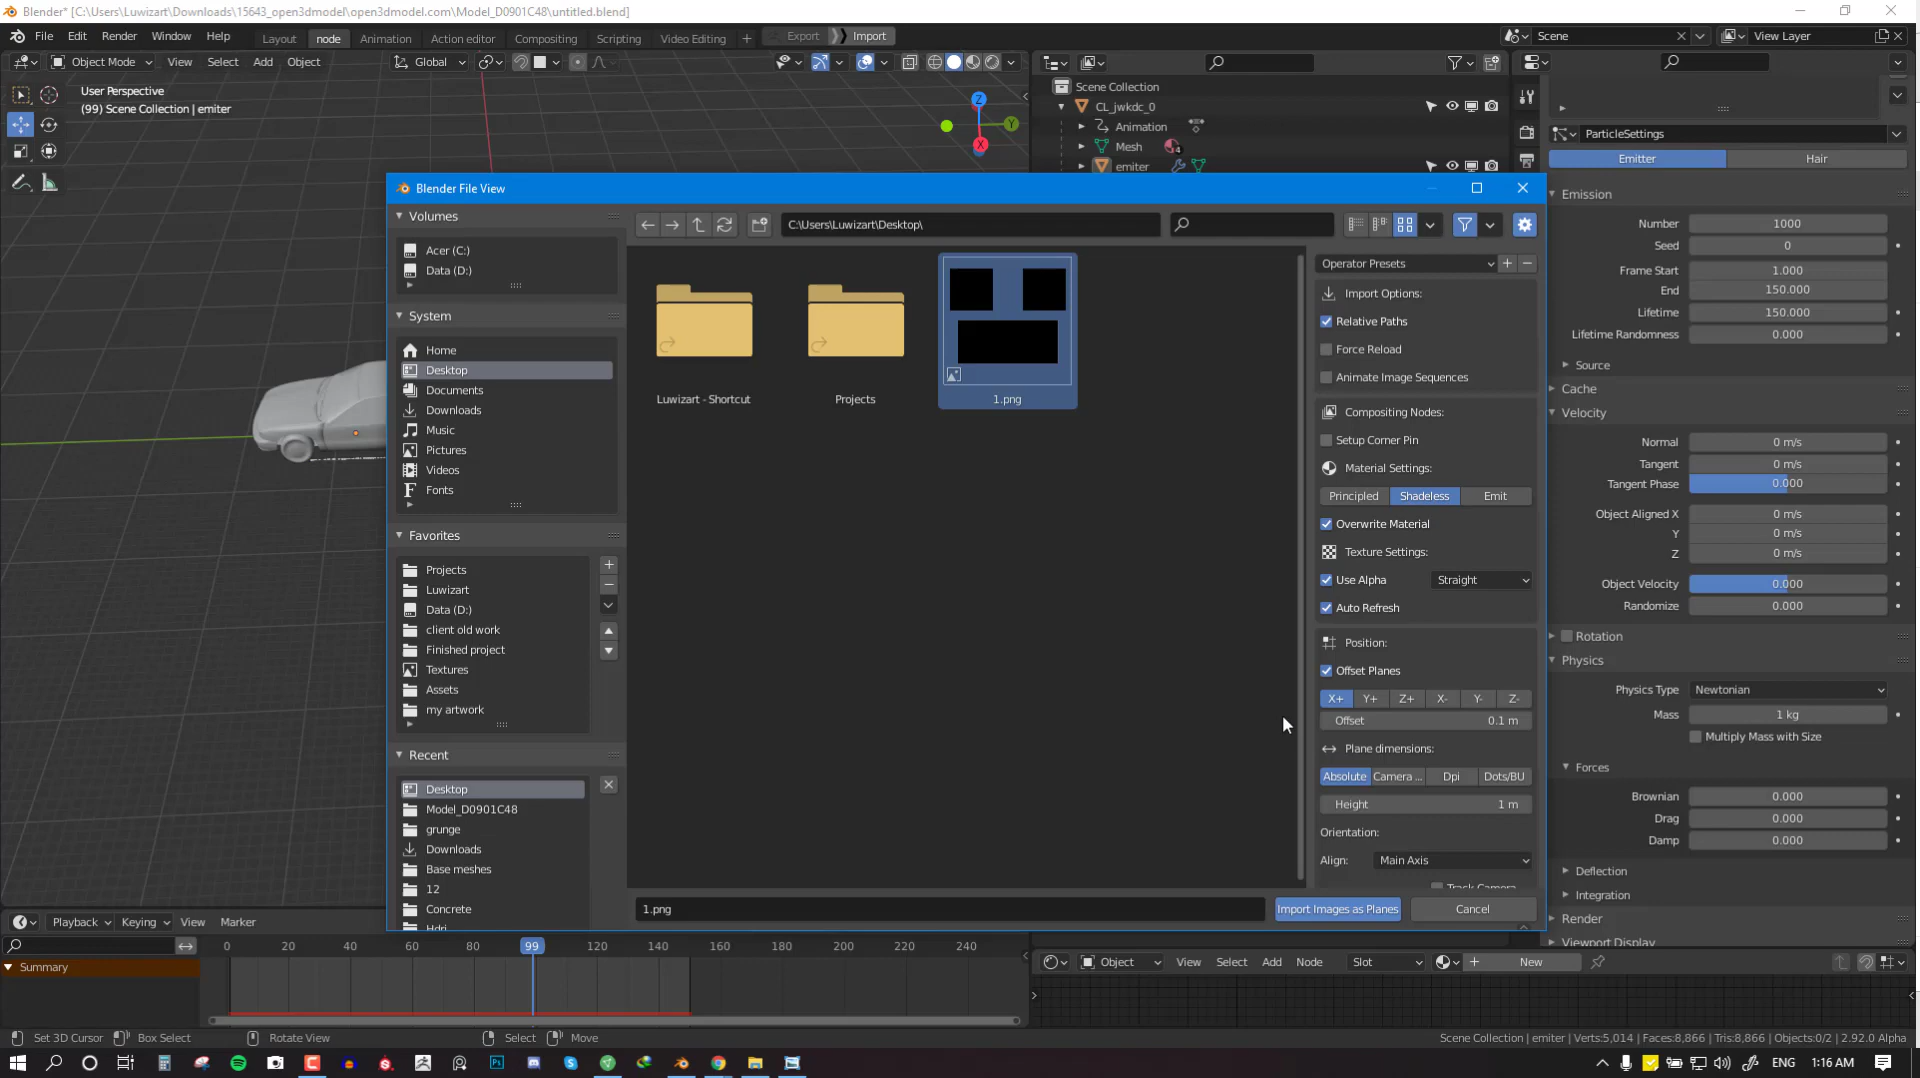 Blender* [C:\Users\Luwizart\Downloads\15643_open3dmodel\open3dmodel.com\Model_D0901C48\untitled.blend]
File Edit Render Window Help Layout node Animation Action editor Compositing Scripting Video Editing + Export Import Scene View Layer
Object Mode View Select Add Object Global
User Perspective
(99) Scene Collection | emiter
Z
Y
X
Scene Collection
CL_jwkdc_0
Animation
Mesh 4
emiter
ParticleSettings
Emitter Hair
Emission
Number 1000
Seed 0
Frame Start 1.000
End 150.000
Lifetime 150.000
Lifetime Randomness 0.000
Source
Cache
Velocity
Normal 0 m/s
Tangent 0 m/s
Tangent Phase 0.000
Object Aligned X 0 m/s
Y 0 m/s
Z 0 m/s
Object Velocity 0.000
Randomize 0.000
Rotation
Physics
Physics Type Newtonian
Mass 1 kg
Multiply Mass with Size
Forces
Brownian 0.000
Drag 0.000
Damp 0.000
Deflection
Integration
Render
Viewport Display
Blender File View
Volumes
Acer (C:)
Data (D:)
System
Home
Desktop
Documents
Downloads
Music
Pictures
Videos
Fonts
Favorites
Projects
Luwizart
Data (D:)
client old work
Finished project
Textures
Assets
my artwork
Recent
Desktop
Model_D0901C48
grunge
Downloads
Base meshes
12
Concrete
Hdri
C:\Users\Luwizart\Desktop\
Luwizart - Shortcut Projects 1.png
Operator Presets
Import Options:
Relative Paths
Force Reload
Animate Image Sequences
Compositing Nodes:
Setup Corner Pin
Material Settings:
Principled Shadeless Emit
Overwrite Material
Texture Settings:
Use Alpha Straight
Auto Refresh
Position:
Offset Planes
X+ Y+ Z+ X- Y- Z-
Offset 0.1 m
Plane dimensions:
Absolute Camera ... Dpi Dots/BU
Height 1 m
Orientation:
Align: Main Axis
Track Camera
1.png Import Images as Planes Cancel
Playback Keying View Marker
0 20 40 60 80 99 120 140 160 180 200 220 240
Summary
Object View Select Add Node Slot New
Set 3D Cursor Box Select Rotate View Select Move
Scene Collection | emiter | Verts:5,014 | Faces:8,866 | Tris:8,866 | Objects:0/2 | 2.92.0 Alpha
ENG 1:16 AM